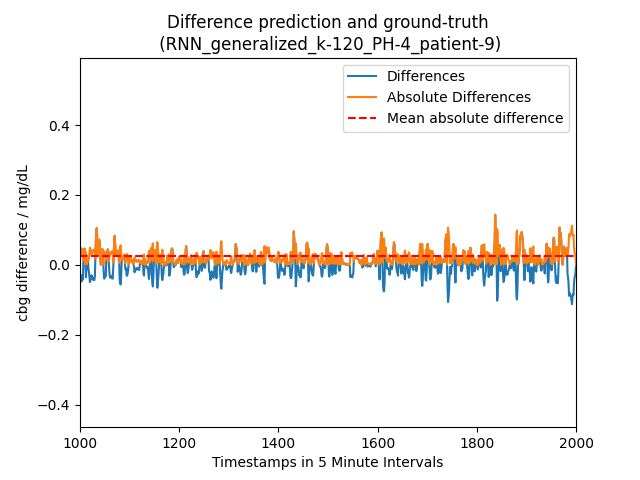 Difference prediction and ground-truth
(RNN_generalized_k-120_PH-4_patient-9)
Differences
Absolute Differences
Mean absolute difference
cbg difference / mg/dL
0.4
0.2
0.0
−0.2
−0.4
1000 1200 1400 1600 1800 2000
Timestamps in 5 Minute Intervals